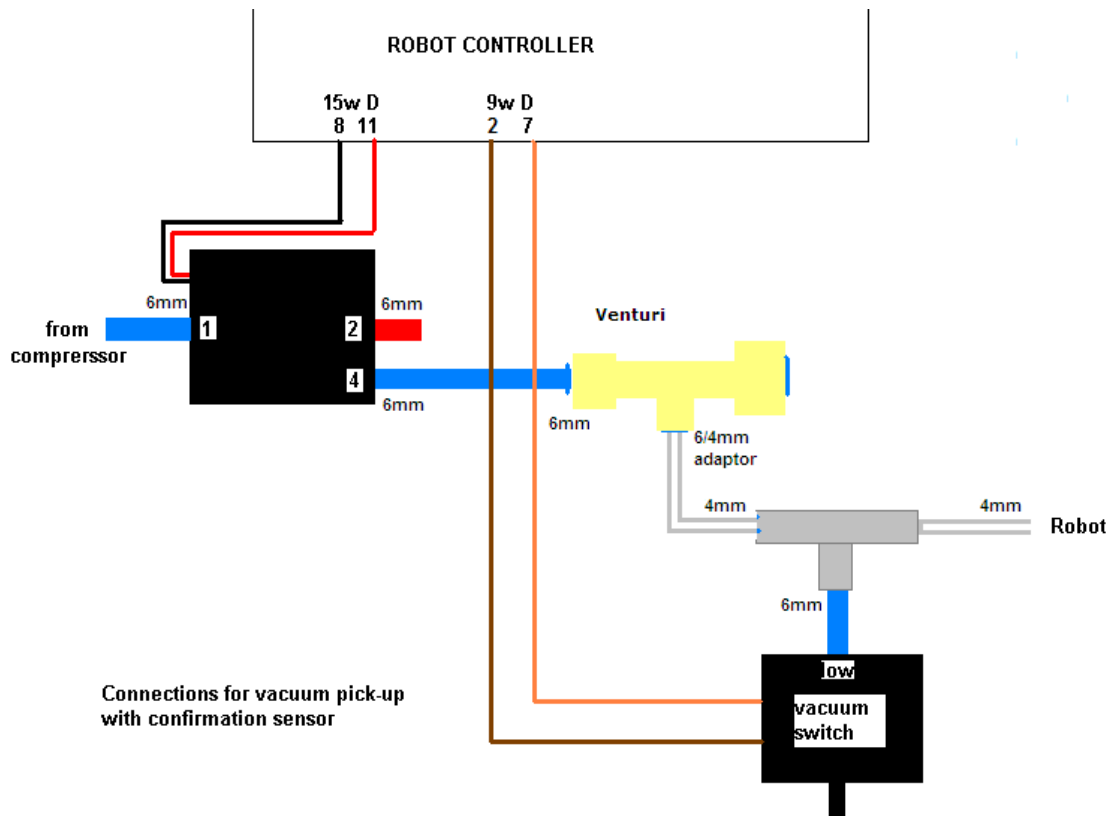 ROBOT CONTROLLER
15w D
8 11
9w D
2 7
6mm
from
comprerssor
1
6mm
2
4
6mm
Venturi
6mm
6/4mm
adaptor
4mm
4mm
Robot
6mm
low
vacuum
switch
Connections for vacuum pick-up
with confirmation sensor